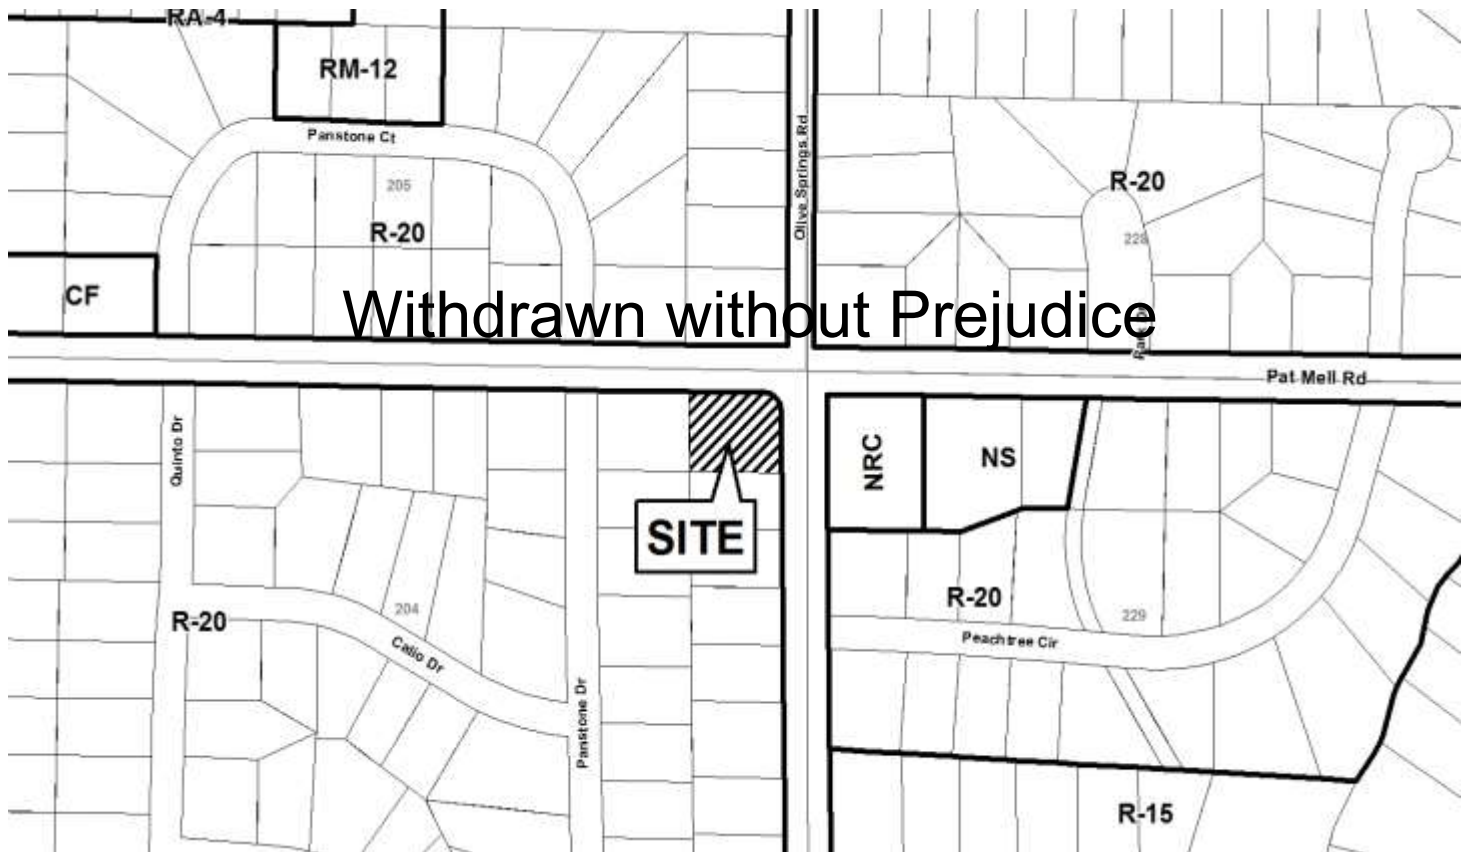 RA-4
RM-12
Panstone Ct
205
R-20
CF
Olive Springs Rd
R-20
228
Withdrawn without Prejudice
Pat Mell Rd
Quinto Dr
SITE
NRC
NS
R-20
204
Calio Dr
Panstone Dr
R-20
229
Peachtree Cir
R-15